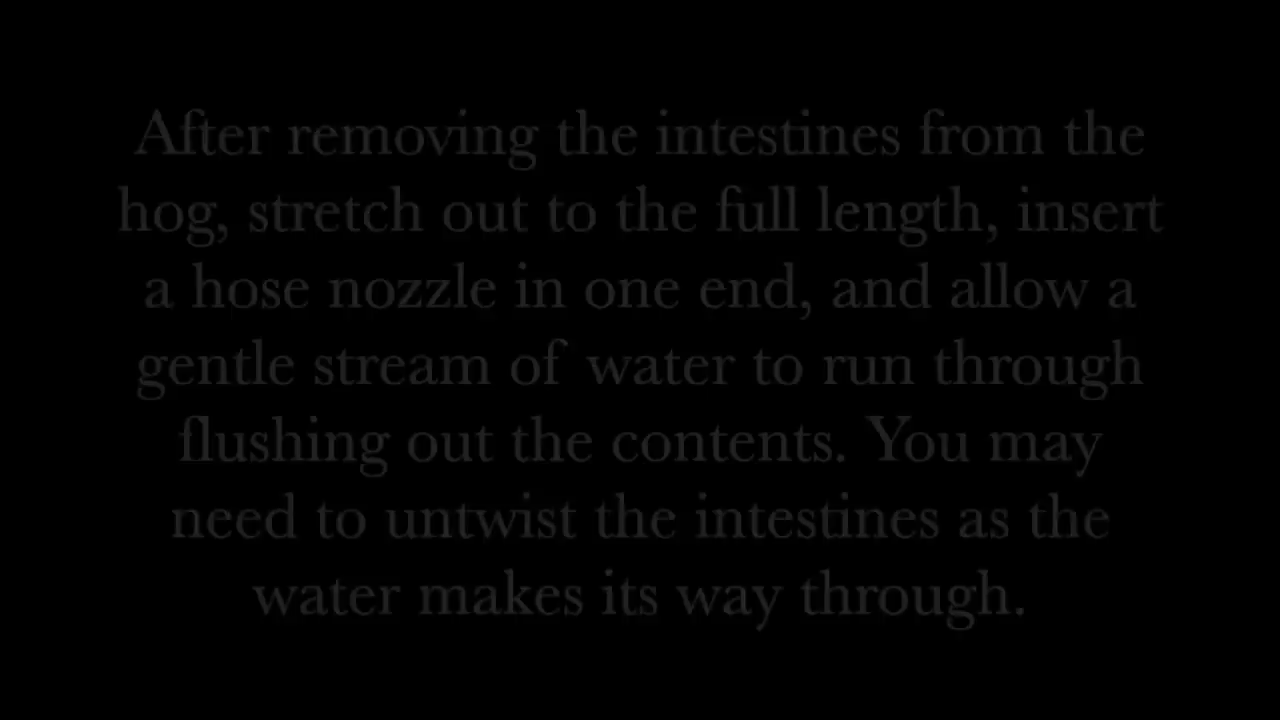 After removing the intestines from the
hog, stretch out to the full length, insert
a hose nozzle in one end, and allow a
gentle stream of water to run through
flushing out the contents. You may
need to untwist the intestines as the
water makes its way through.